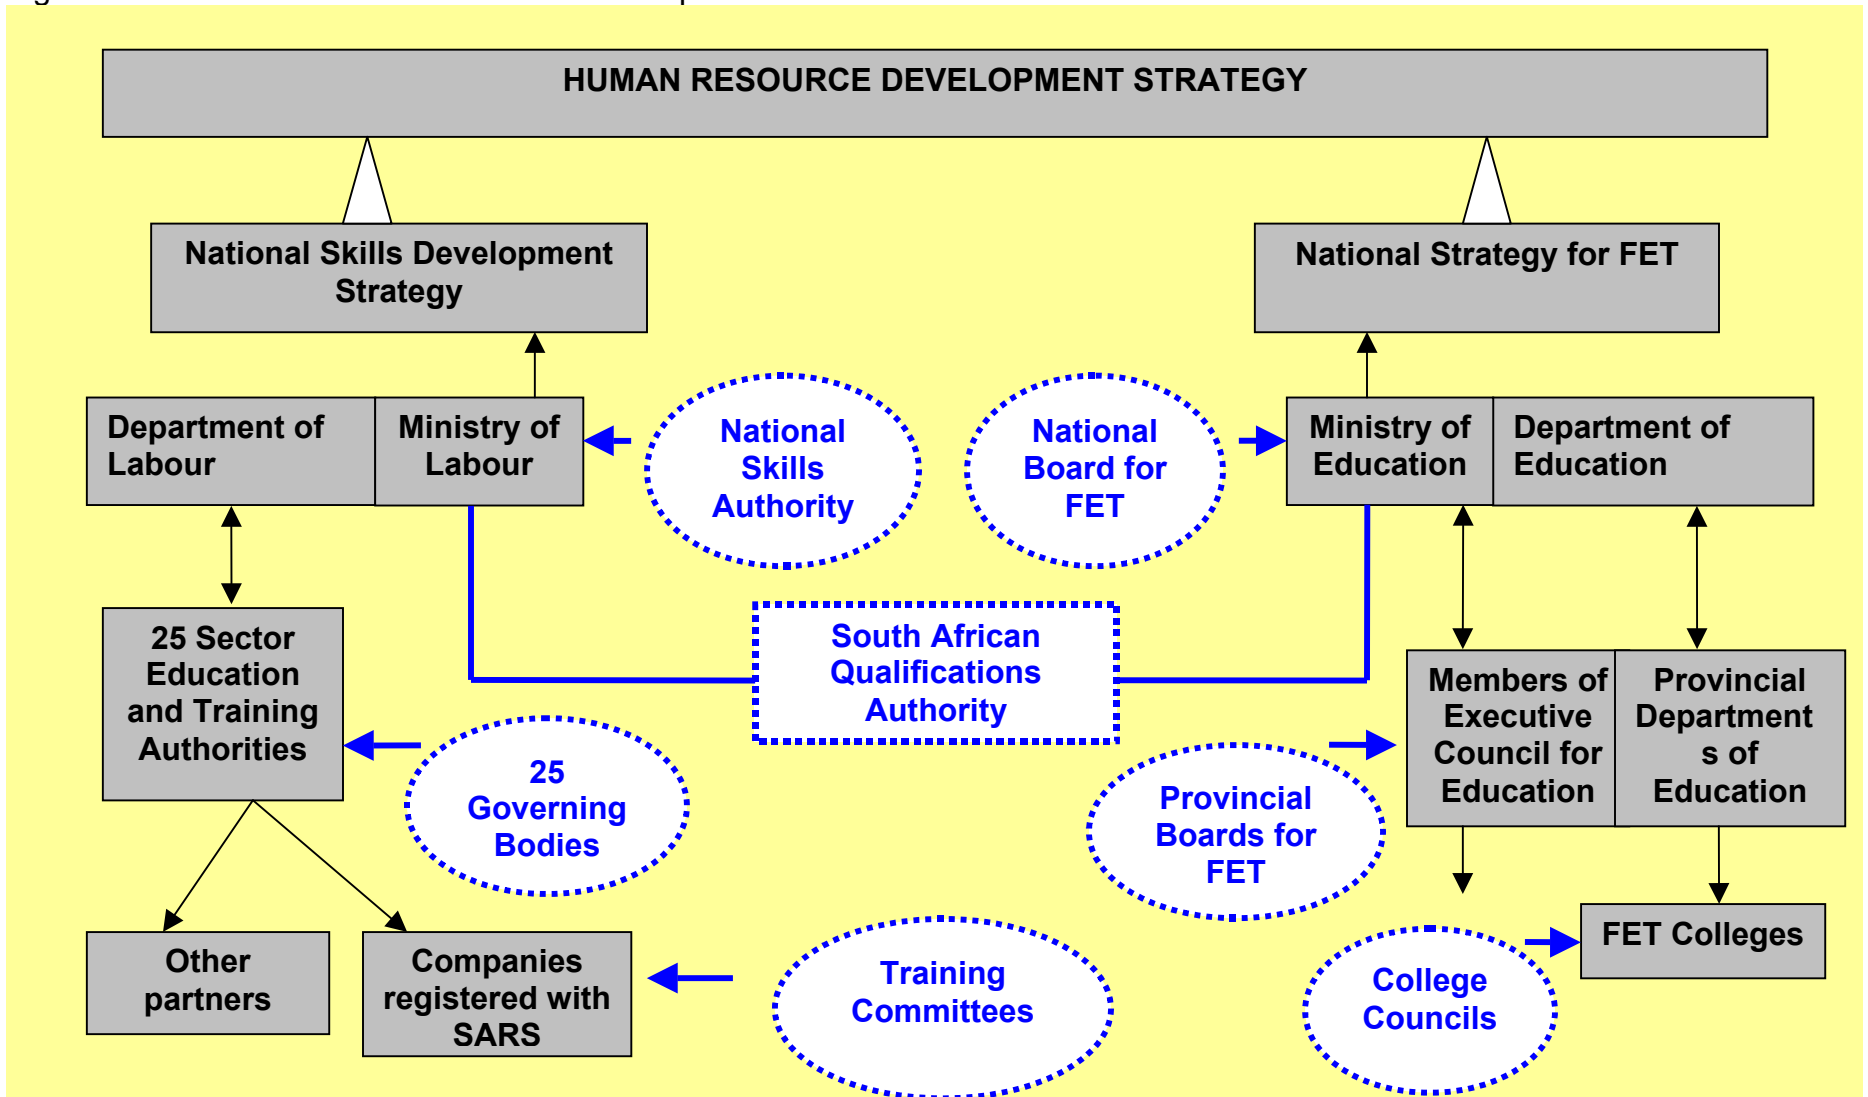 HUMAN RESOURCE DEVELOPMENT STRATEGY
National Skills Development
Strategy
National Strategy for FET
Department of
Labour
Ministry of
Labour
National
Skills
Authority
National
Board for
FET
Ministry of
Education
Department of
Education
25 Sector
Education
and Training
Authorities
South African
Qualifications
Authority
Members of
Executive
Council for
Education
Provincial
Department
s of
Education
25
Governing
Bodies
Provincial
Boards for
FET
Other
partners
Companies
registered with
SARS
Training
Committees
College
Councils
FET Colleges